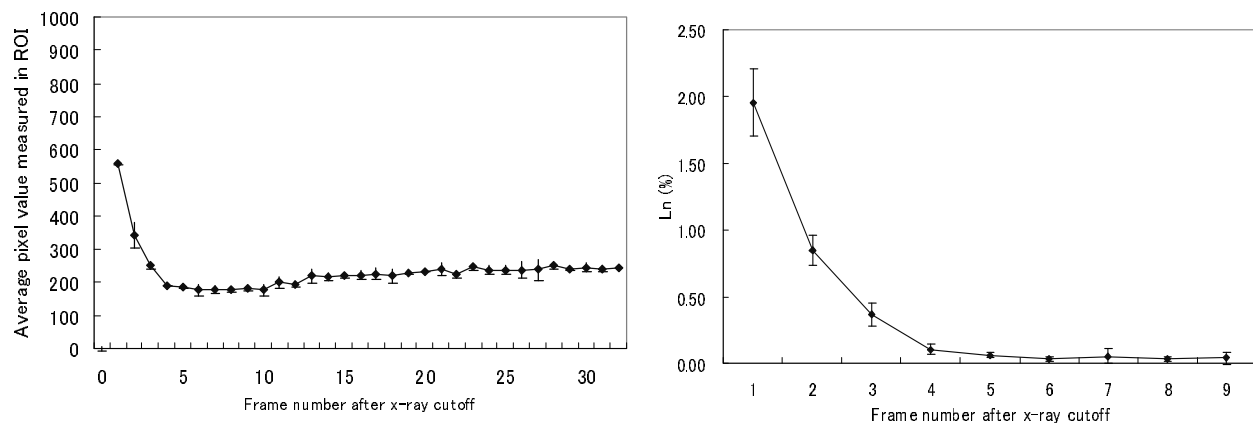 Average pixel value measured in ROI
1000
900
800
700
600
500
400
300
200
100
0
0 5 10 15 20 25 30
Frame number after x-ray cutoff
Ln (%)
2.50
2.00
1.50
1.00
0.50
0.00
1 2 3 4 5 6 7 8 9
Frame number after x-ray cutoff